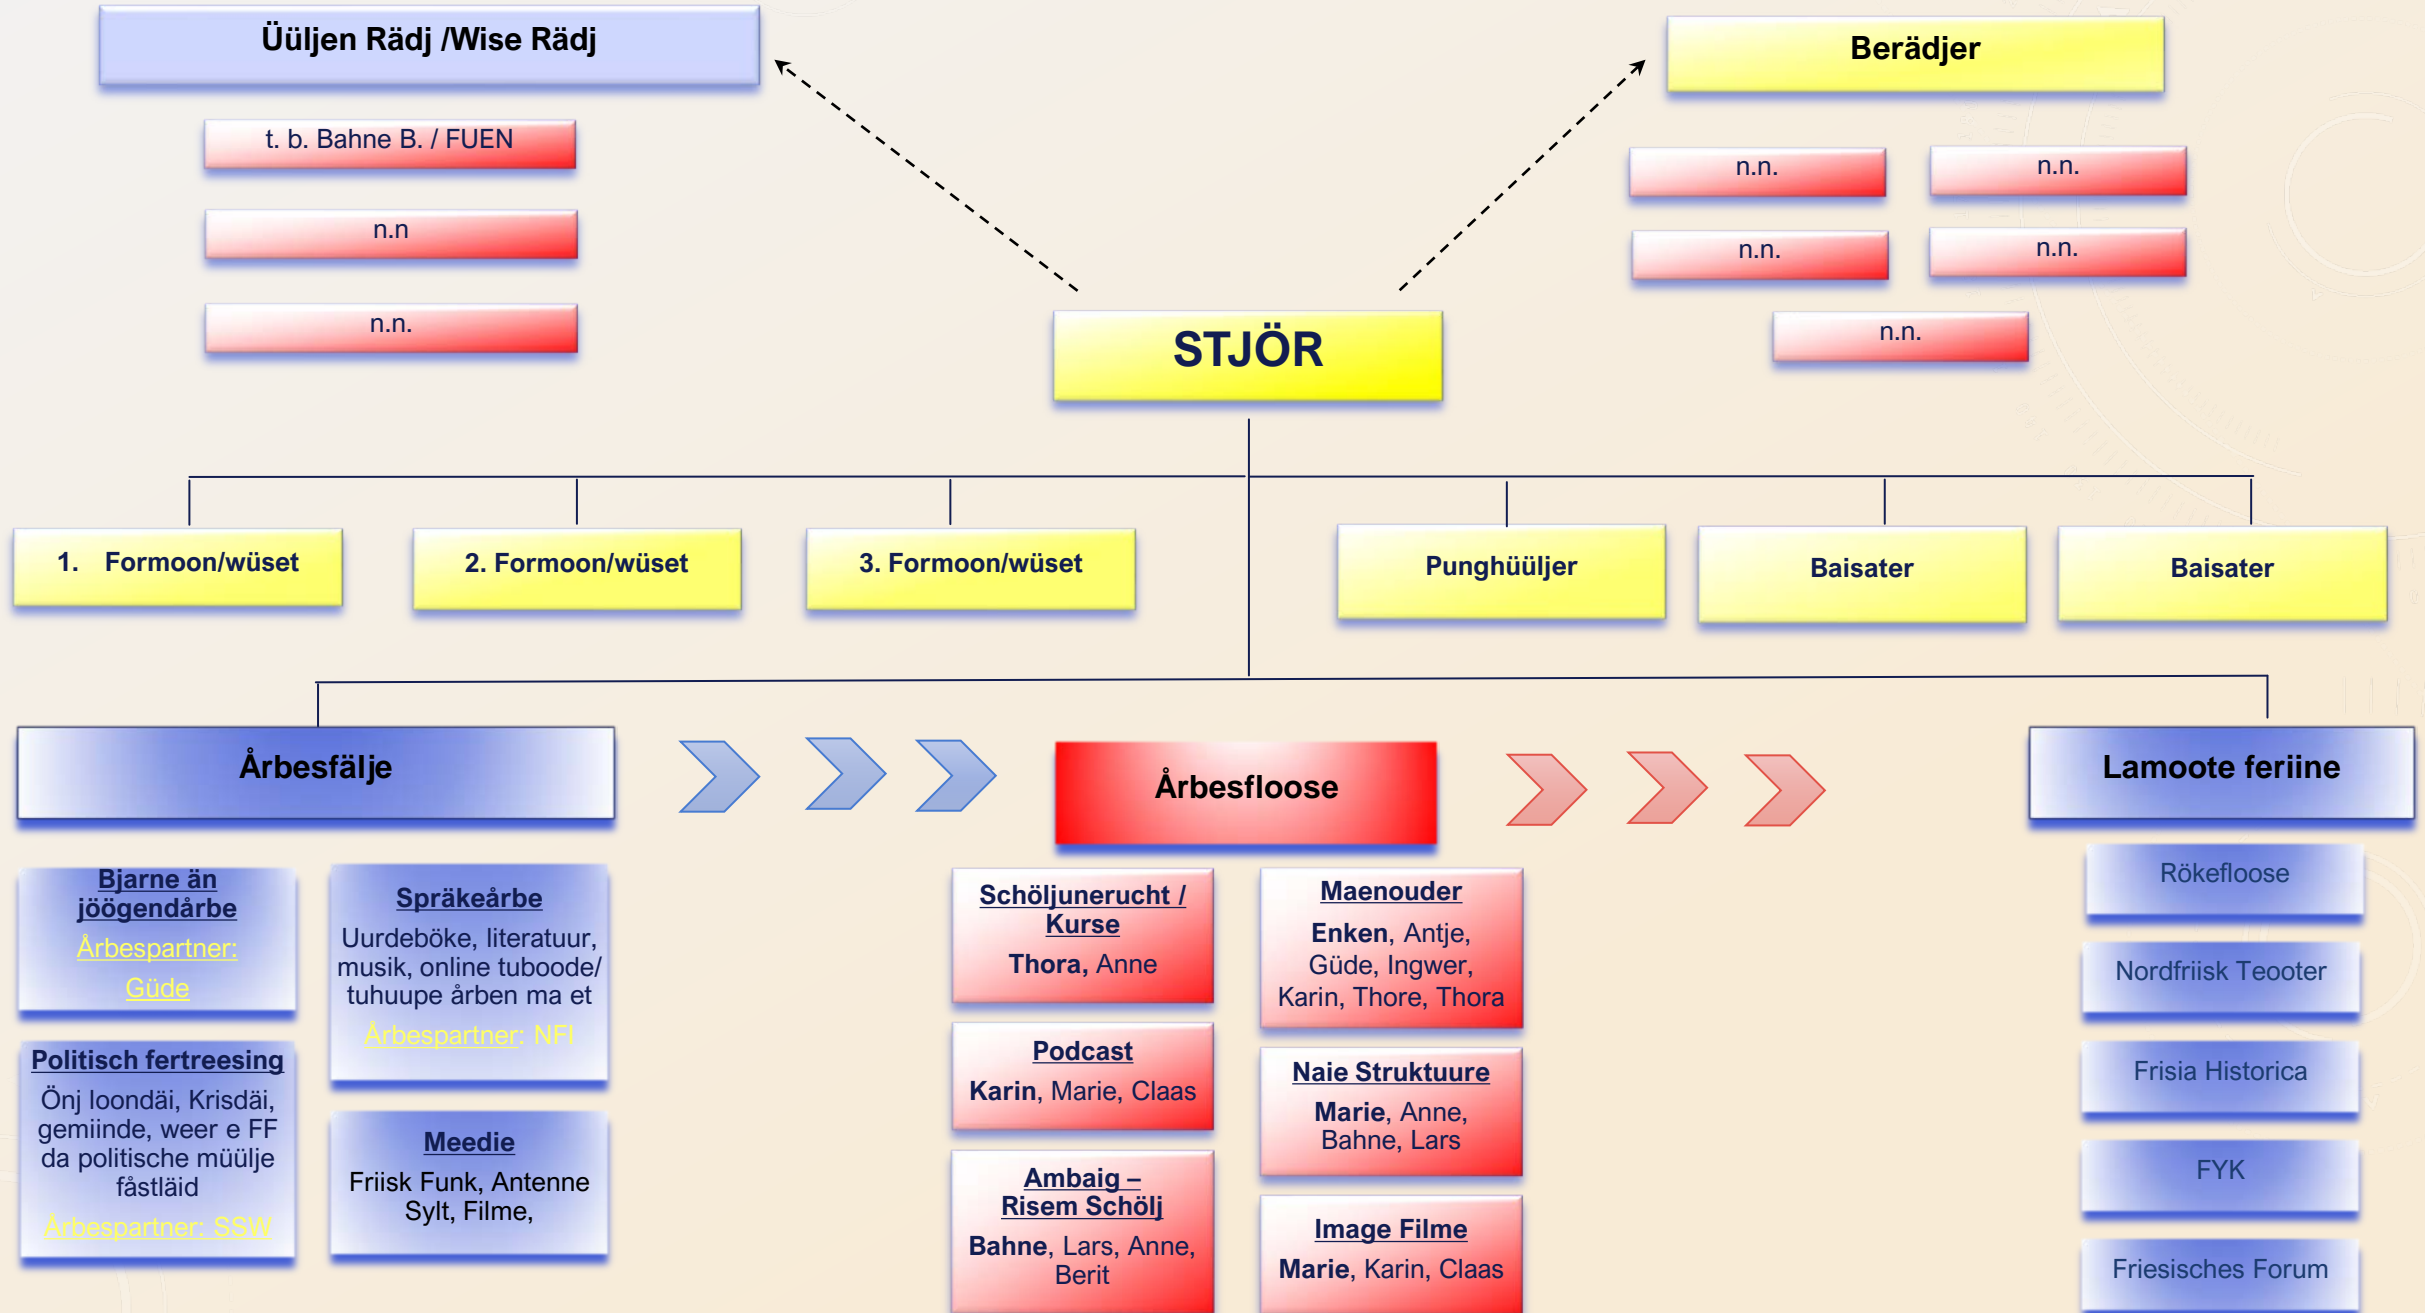 Üüljen Rädj /Wise Rädj
Berädjer
t. b. Bahne B. / FUEN
n.n
n.n.
n.n.
n.n.
n.n.
n.n.
n.n.
STJÖR
1. Formoon/wüset
2. Formoon/wüset
3. Formoon/wüset
Punghüüljer
Baisater
Baisater
Årbesfälje
Årbesfloose
Lamoote feriine
Bjarne än
jöögendårbe
Årbespartner:
Güde
Politisch fertreesing
Önj loondäi, Krisdäi,
gemiinde, weer e FF
da politische müülje
fåstläid
Årbespartner: SSW
Språkeårbe
Uurdeböke, literatuur,
musik, online tuboode/
tuhuupe årben ma et
Årbespartner: NFI
Meedie
Friisk Funk, Antenne
Sylt, Filme,
Schöljunerucht /
Kurse
Thora, Anne
Podcast
Karin, Marie, Claas
Ambaig –
Risem Schölj
Bahne, Lars, Anne,
Berit
Maenouder
Enken, Antje,
Güde, Ingwer,
Karin, Thore, Thora
Naie Struktuure
Marie, Anne,
Bahne, Lars
Image Filme
Marie, Karin, Claas
Rökefloose
Nordfriisk Teooter
Frisia Historica
FYK
Friesisches Forum